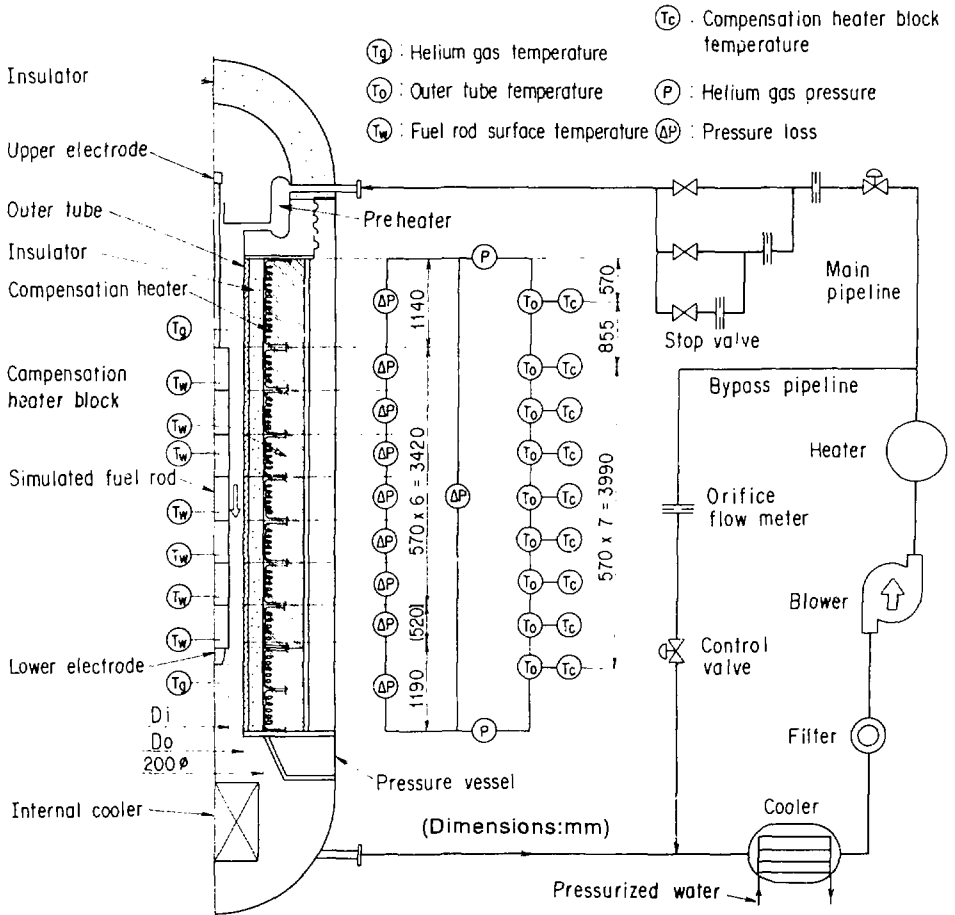 Tc : Compensation heater block
temperature
Tg : Helium gas temperature
To : Outer tube temperature
P : Helium gas pressure
Tw : Fuel rod surface temperature
ΔP : Pressure loss
Insulator
Upper electrode
Outer tube
Preheater
Insulator
Compensation heater
Campensation
heater block
Simulated fuel rod
Lower electrode
Di
Do
200ø
Internal cooler
Pressure vessel
Tg
Tw
Tw
Tw
Tw
Tw
Tw
Tw
Tg
P
ΔP
ΔP
ΔP
ΔP
ΔP
ΔP
ΔP
ΔP
ΔP
ΔP
P
1140
570 x 6 = 3420
(520)
1190
To Tc
To Tc
To Tc
To Tc
To Tc
To Tc
To Tc
To Tc
To Tc
570
855
570 x 7 = 3990
Stop valve
Main
pipeline
Bypass pipeline
Heater
Orifice
flow meter
Blower
Control
valve
Filter
Cooler
Pressurized water
(Dimensions:mm)